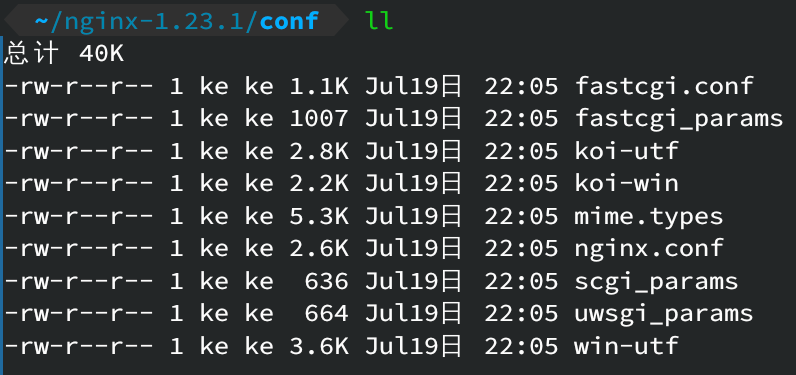 ~/nginx-1.23.1/conf ll
总计 40K
-rw-r--r-- 1 ke ke 1.1K Jul19日 22:05 fastcgi.conf
-rw-r--r-- 1 ke ke 1007 Jul19日 22:05 fastcgi_params
-rw-r--r-- 1 ke ke 2.8K Jul19日 22:05 koi-utf
-rw-r--r-- 1 ke ke 2.2K Jul19日 22:05 koi-win
-rw-r--r-- 1 ke ke 5.3K Jul19日 22:05 mime.types
-rw-r--r-- 1 ke ke 2.6K Jul19日 22:05 nginx.conf
-rw-r--r-- 1 ke ke  636 Jul19日 22:05 scgi_params
-rw-r--r-- 1 ke ke  664 Jul19日 22:05 uwsgi_params
-rw-r--r-- 1 ke ke 3.6K Jul19日 22:05 win-utf